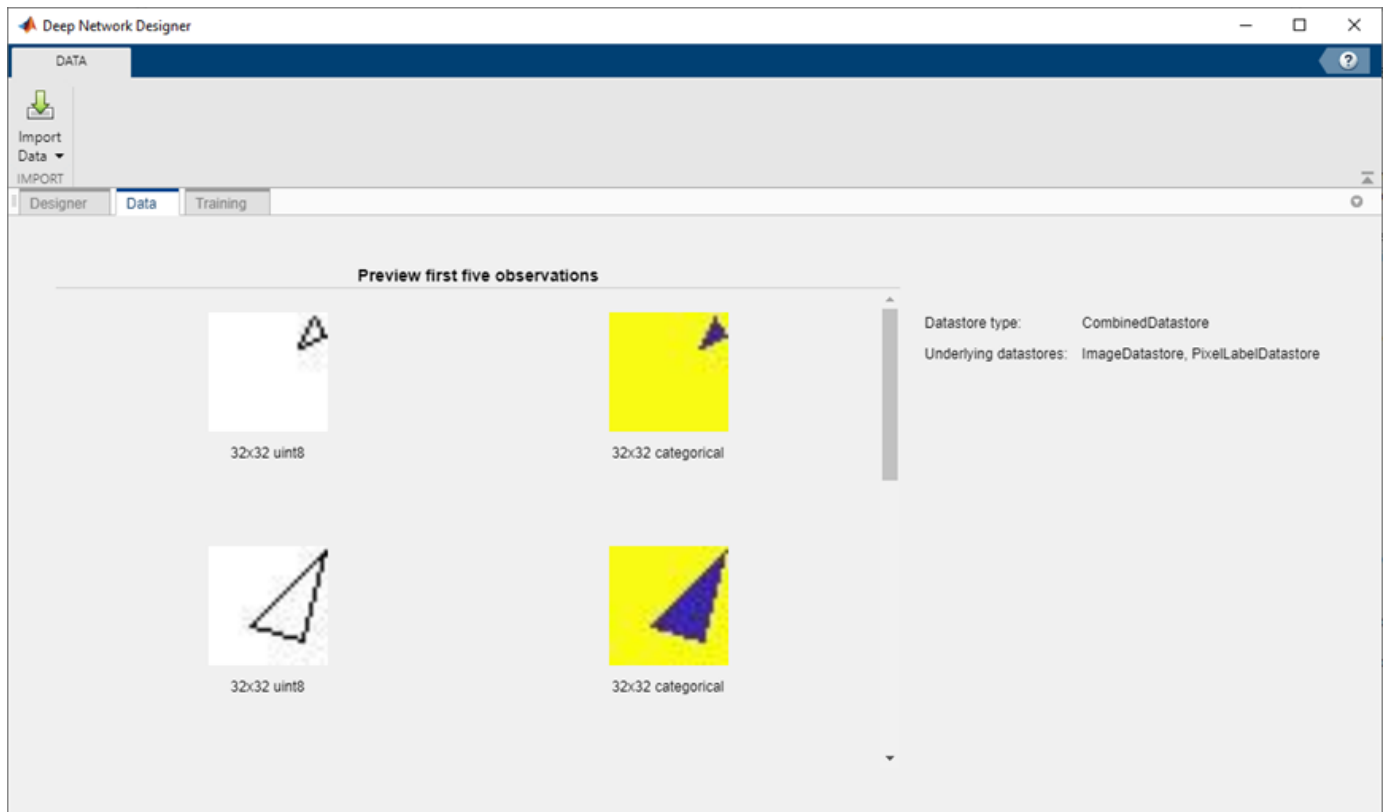 Deep Network Designer
DATA
?
Import
Data
IMPORT
Designer Data Training
Preview first five observations
32x32 uint8 32x32 categorical
32x32 uint8 32x32 categorical
Datastore type: CombinedDatastore
Underlying datastores: ImageDatastore, PixelLabelDatastore